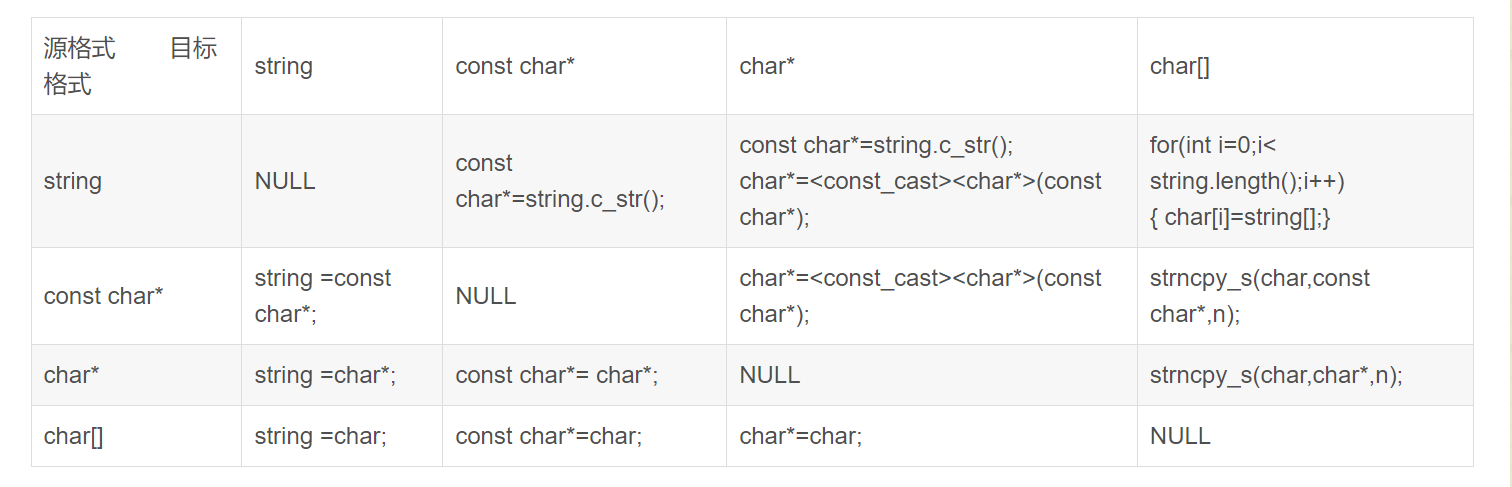 源格式 目标
格式
string
const char*
char*
char[]
string
NULL
const
char*=string.c_str();
const char*=string.c_str();
char*=<const_cast><char*>(const
char*);
for(int i=0;i<
string.length();i++)
{ char[i]=string[];}
const char*
string =const
char*;
NULL
char*=<const_cast><char*>(const
char*);
strncpy_s(char,const
char*,n);
char*
string =char*;
const char*= char*;
NULL
strncpy_s(char,char*,n);
char[]
string =char;
const char*=char;
char*=char;
NULL